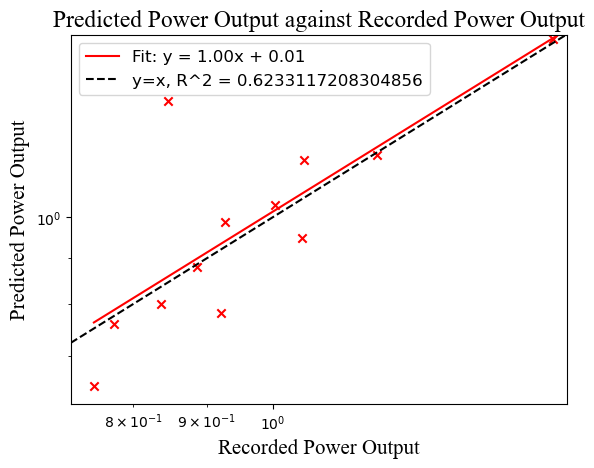 Predicted Power Output against Recorded Power Output
Fit: y = 1.00x + 0.01
y=x, R^2 = 0.6233117208304856
Predicted Power Output
10⁰
8 × 10⁻¹
9 × 10⁻¹
10⁰
Recorded Power Output